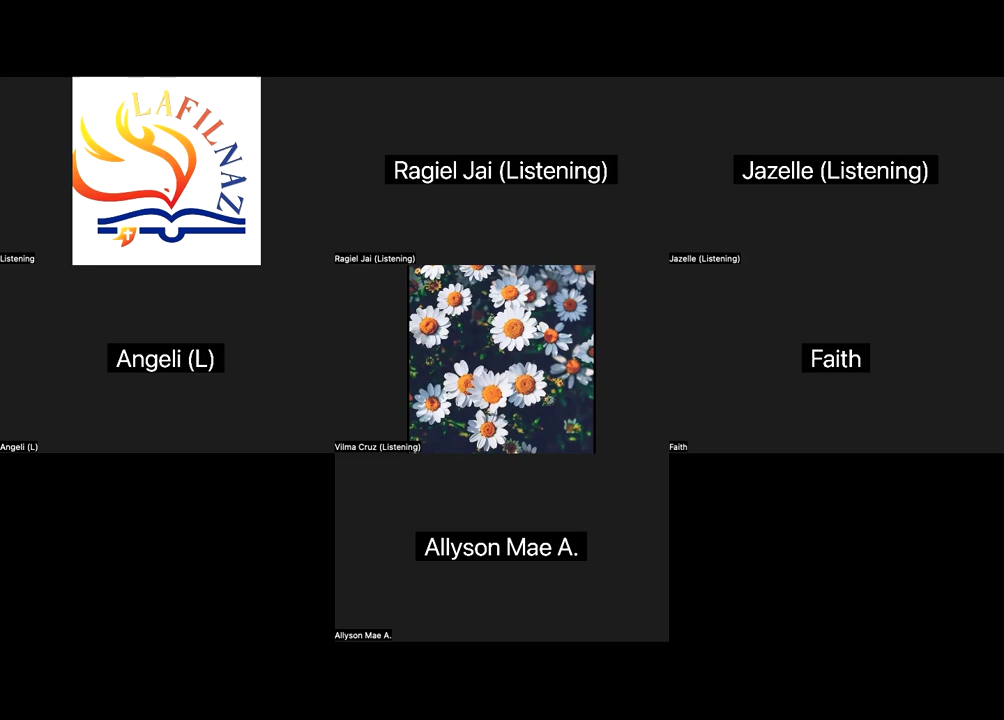 LAFILNAZ
Listening
Ragiel Jai (Listening)
Ragiel Jai (Listening)
Jazelle (Listening)
Jazelle (Listening)
Angeli (L)
Angeli (L)
Vilma Cruz (Listening)
Faith
Faith
Allyson Mae A.
Allyson Mae A.